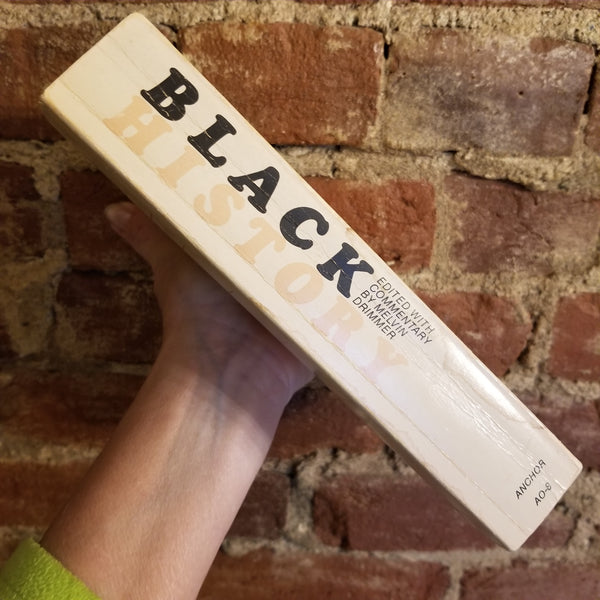 BLACK
HISTORY
EDITED WITH
COMMENTARY
BY MELVIN
DRIMMER
ANCHOR
AO-8